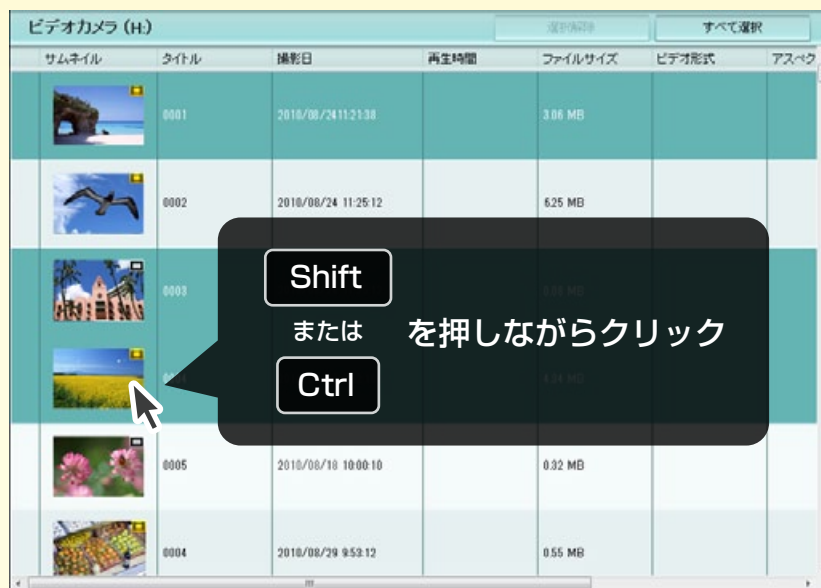 ビデオカメラ (H:)
選択解除
すべて選択
サムネイル タイトル 撮影日 再生時間 ファイルサイズ ビデオ形式 アスペク
0001 2010/08/24 11:21:38 3.06 MB
0002 2010/08/24 11:25:12 6.25 MB
0003
Shift
または
Ctrl
を押しながらクリック
0005 2010/08/18 10:00:10 0.32 MB
0004 2010/08/29 9:53:12 0.55 MB